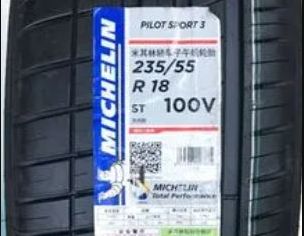 MICHELIN
PILOT SPORT 3
米其林轿车子午线轮胎
235/55
R 18
ST 100V
MICHELIN
Total Performance